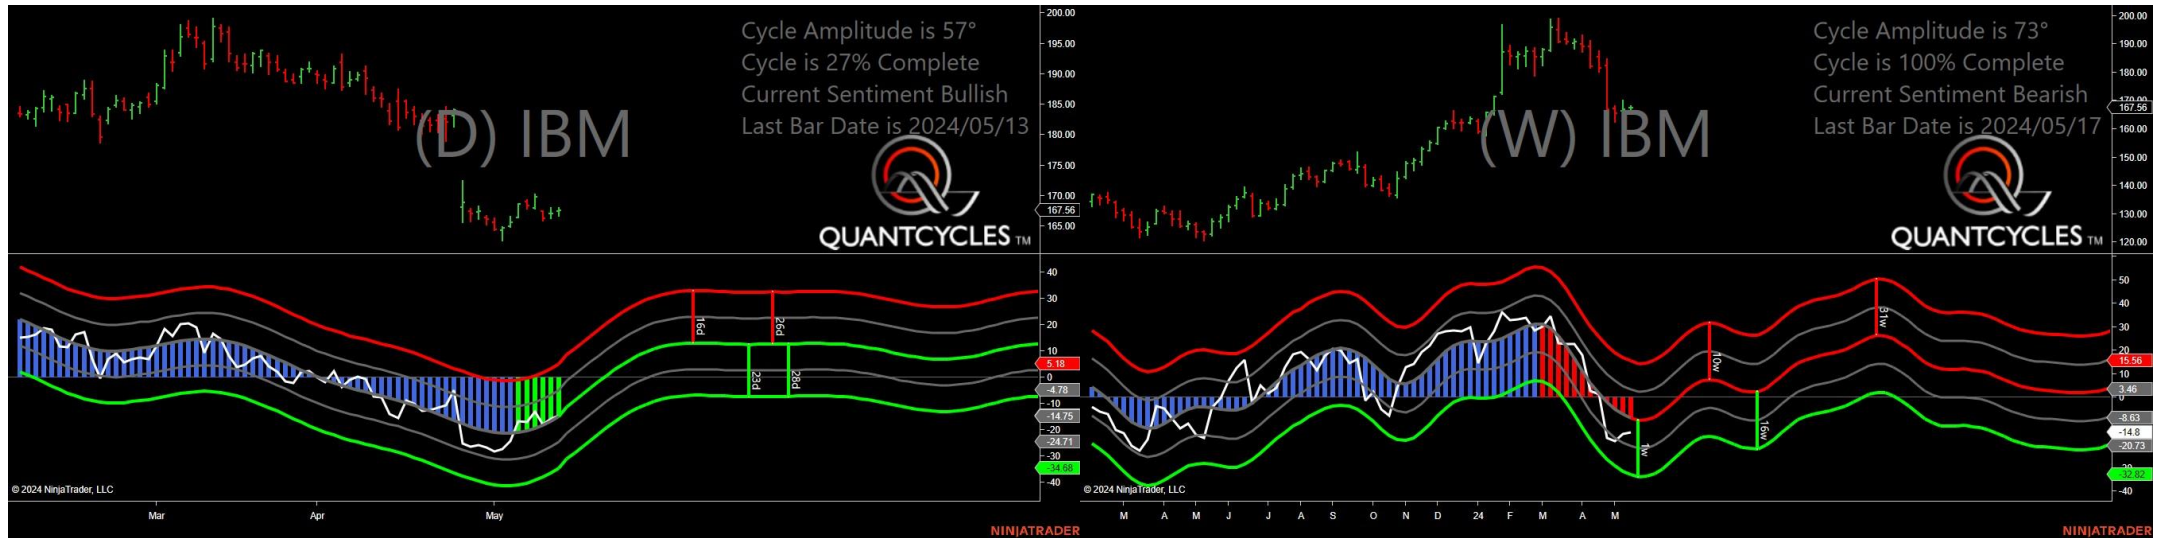 Cycle Amplitude is 57°
Cycle is 27% Complete
Current Sentiment Bullish
Last Bar Date is 2024/05/13
(D) IBM
QUANTCYCLES TM
200.00
195.00
190.00
185.00
180.00
175.00
170.00
167.56
165.00
40
30
20
10
5.18
0
-4.78
-10
-14.75
-20
-24.71
-30
-34.68
-40
16d
26d
23d
28d
© 2024 NinjaTrader, LLC
Mar
Apr
May
NINJATRADER
Cycle Amplitude is 73°
Cycle is 100% Complete
Current Sentiment Bearish
Last Bar Date is 2024/05/17
(W) IBM
QUANTCYCLES TM
200.00
190.00
180.00
170.00
167.56
160.00
150.00
140.00
130.00
120.00
50
40
30
20
15.56
10
3.46
0
-8.63
-14.8
-20.73
-32.82
-40
10w
31w
1w
16w
© 2024 NinjaTrader, LLC
M
A
M
J
J
A
S
O
N
D
24
F
M
A
M
NINJATRADER